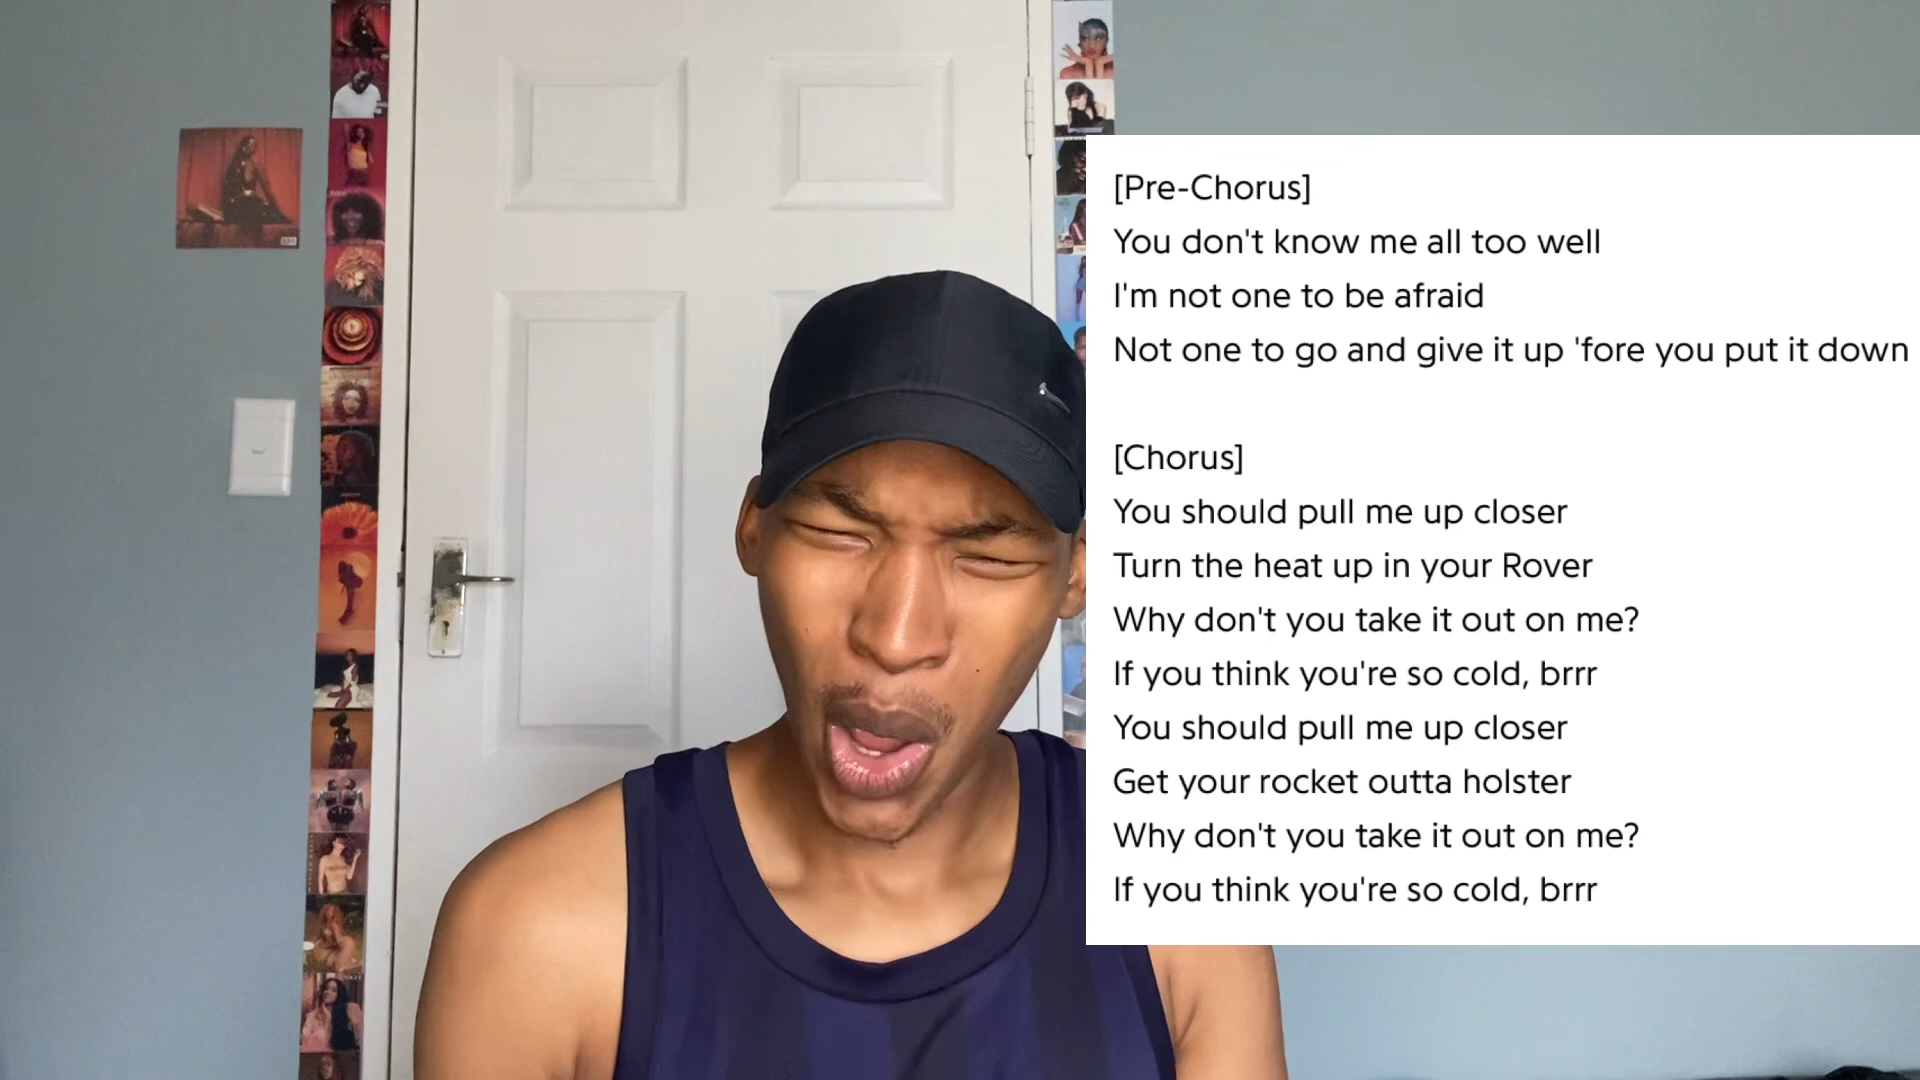 [Pre-Chorus]
You don't know me all too well
I'm not one to be afraid
Not one to go and give it up 'fore you put it down
[Chorus]
You should pull me up closer
Turn the heat up in your Rover
Why don't you take it out on me?
If you think you're so cold, brrr
You should pull me up closer
Get your rocket outta holster
Why don't you take it out on me?
If you think you're so cold, brrr